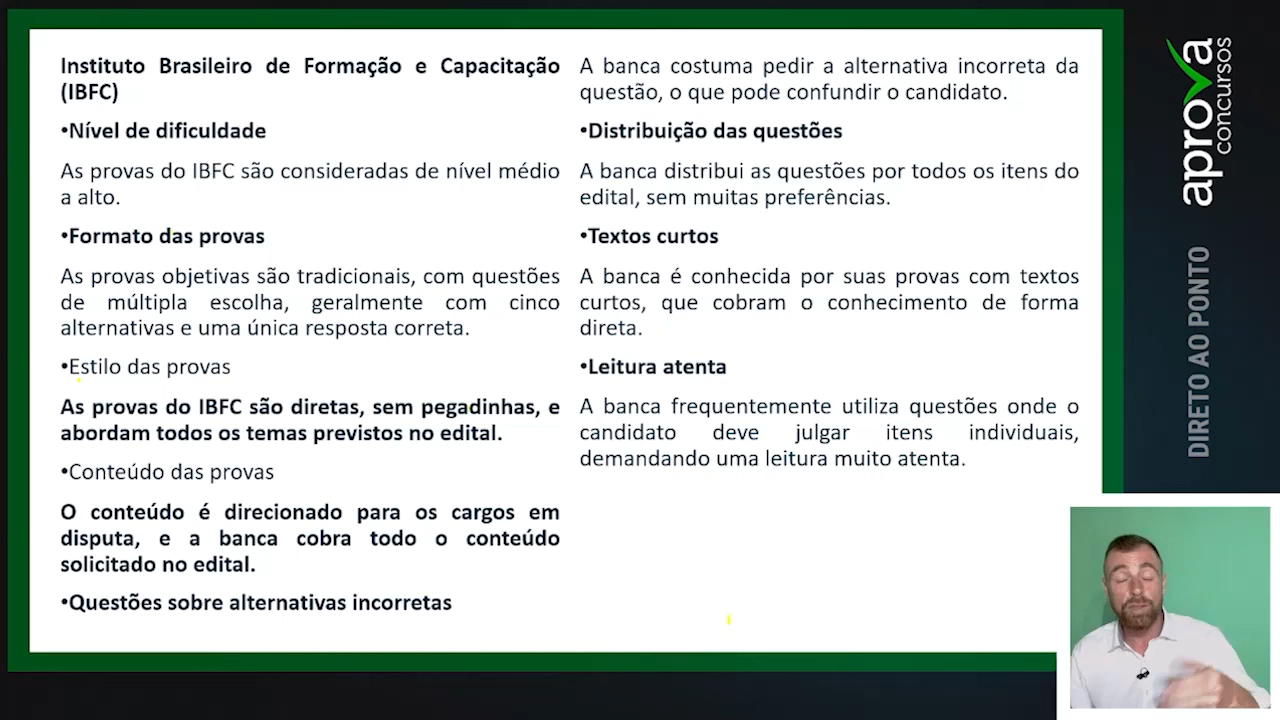 Instituto Brasileiro de Formação e Capacitação
(IBFC)
•Nível de dificuldade
As provas do IBFC são consideradas de nível médio
a alto.
•Formato das provas
As provas objetivas são tradicionais, com questões
de múltipla escolha, geralmente com cinco
alternativas e uma única resposta correta.
•Estilo das provas
As provas do IBFC são diretas, sem pegadinhas, e
abordam todos os temas previstos no edital.
•Conteúdo das provas
O conteúdo é direcionado para os cargos em
disputa, e a banca cobra todo o conteúdo
solicitado no edital.
•Questões sobre alternativas incorretas
A banca costuma pedir a alternativa incorreta da
questão, o que pode confundir o candidato.
•Distribuição das questões
A banca distribui as questões por todos os itens do
edital, sem muitas preferências.
•Textos curtos
A banca é conhecida por suas provas com textos
curtos, que cobram o conhecimento de forma
direta.
•Leitura atenta
A banca frequentemente utiliza questões onde o
candidato deve julgar itens individuais,
demandando uma leitura muito atenta.
aprova
concursos
DIRETO AO PONTO